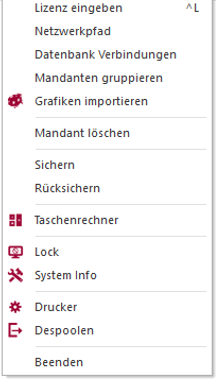 Lizenz eingeben ^L
Netzwerkpfad
Datenbank Verbindungen
Mandanten gruppieren
Grafiken importieren
Mandant löschen
Sichern
Rücksichern
Taschenrechner
Lock
System Info
Drucker
Despoolen
Beenden